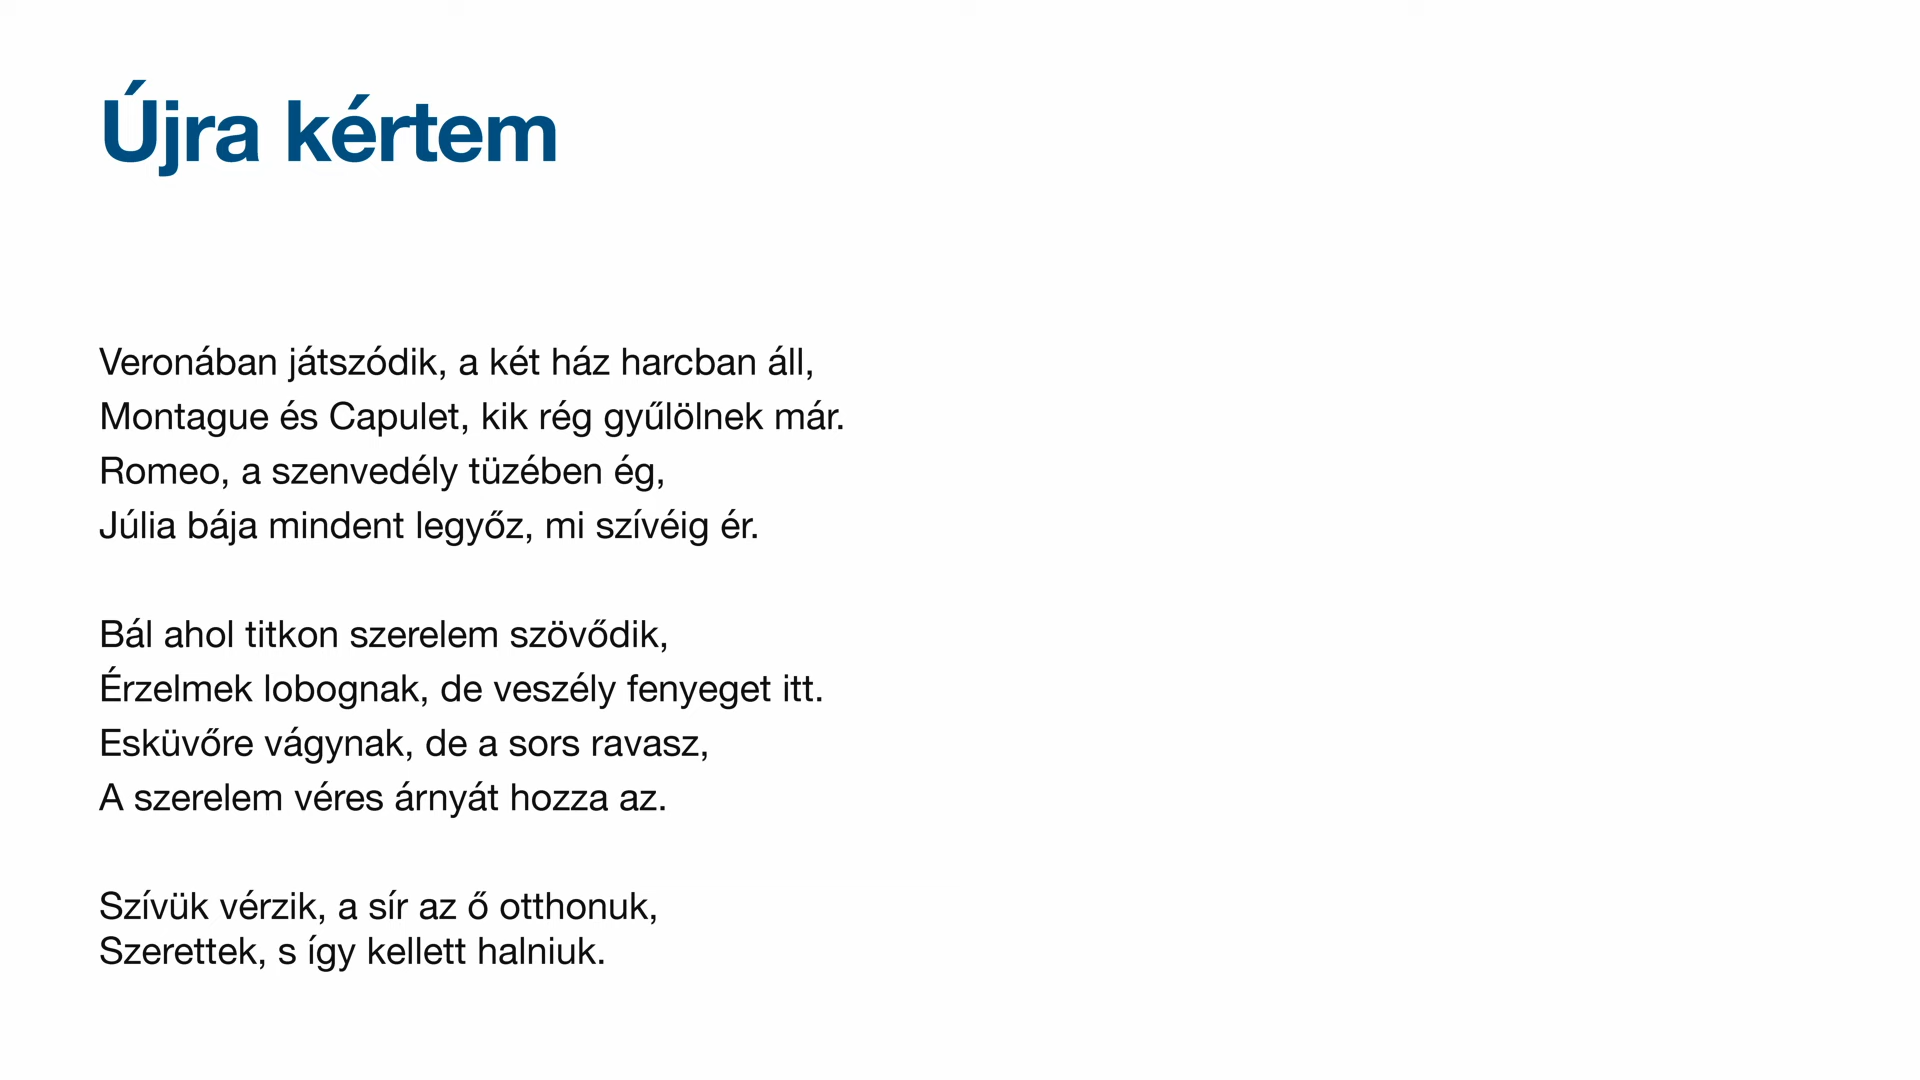 Újra kértem
Veronában játszódik, a két ház harcban áll,
Montague és Capulet, kik rég gyűlölnek már.
Romeo, a szenvedély tüzében ég,
Júlia bája mindent legyőz, mi szívéig ér.
Bál ahol titkon szerelem szövődik,
Érzelmek lobognak, de veszély fenyeget itt.
Esküvőre vágynak, de a sors ravasz,
A szerelem véres árnyát hozza az.
Szívük vérzik, a sír az ő otthonuk,
Szerettek, s így kellett halniuk.